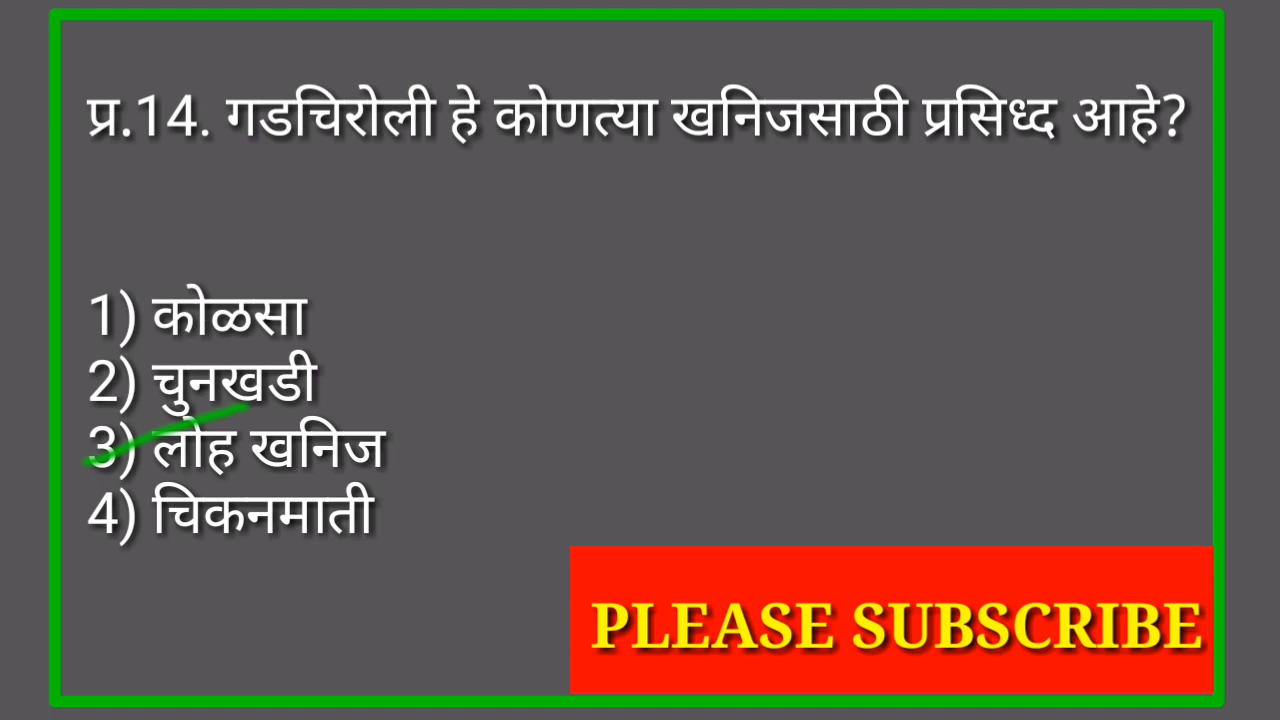 प्र.14. गडचिरोली हे कोणत्या खनिजसाठी प्रसिध्द आहे?
1) कोळसा
2) चुनखडी
3) लोह खनिज
4) चिकनमाती
PLEASE SUBSCRIBE